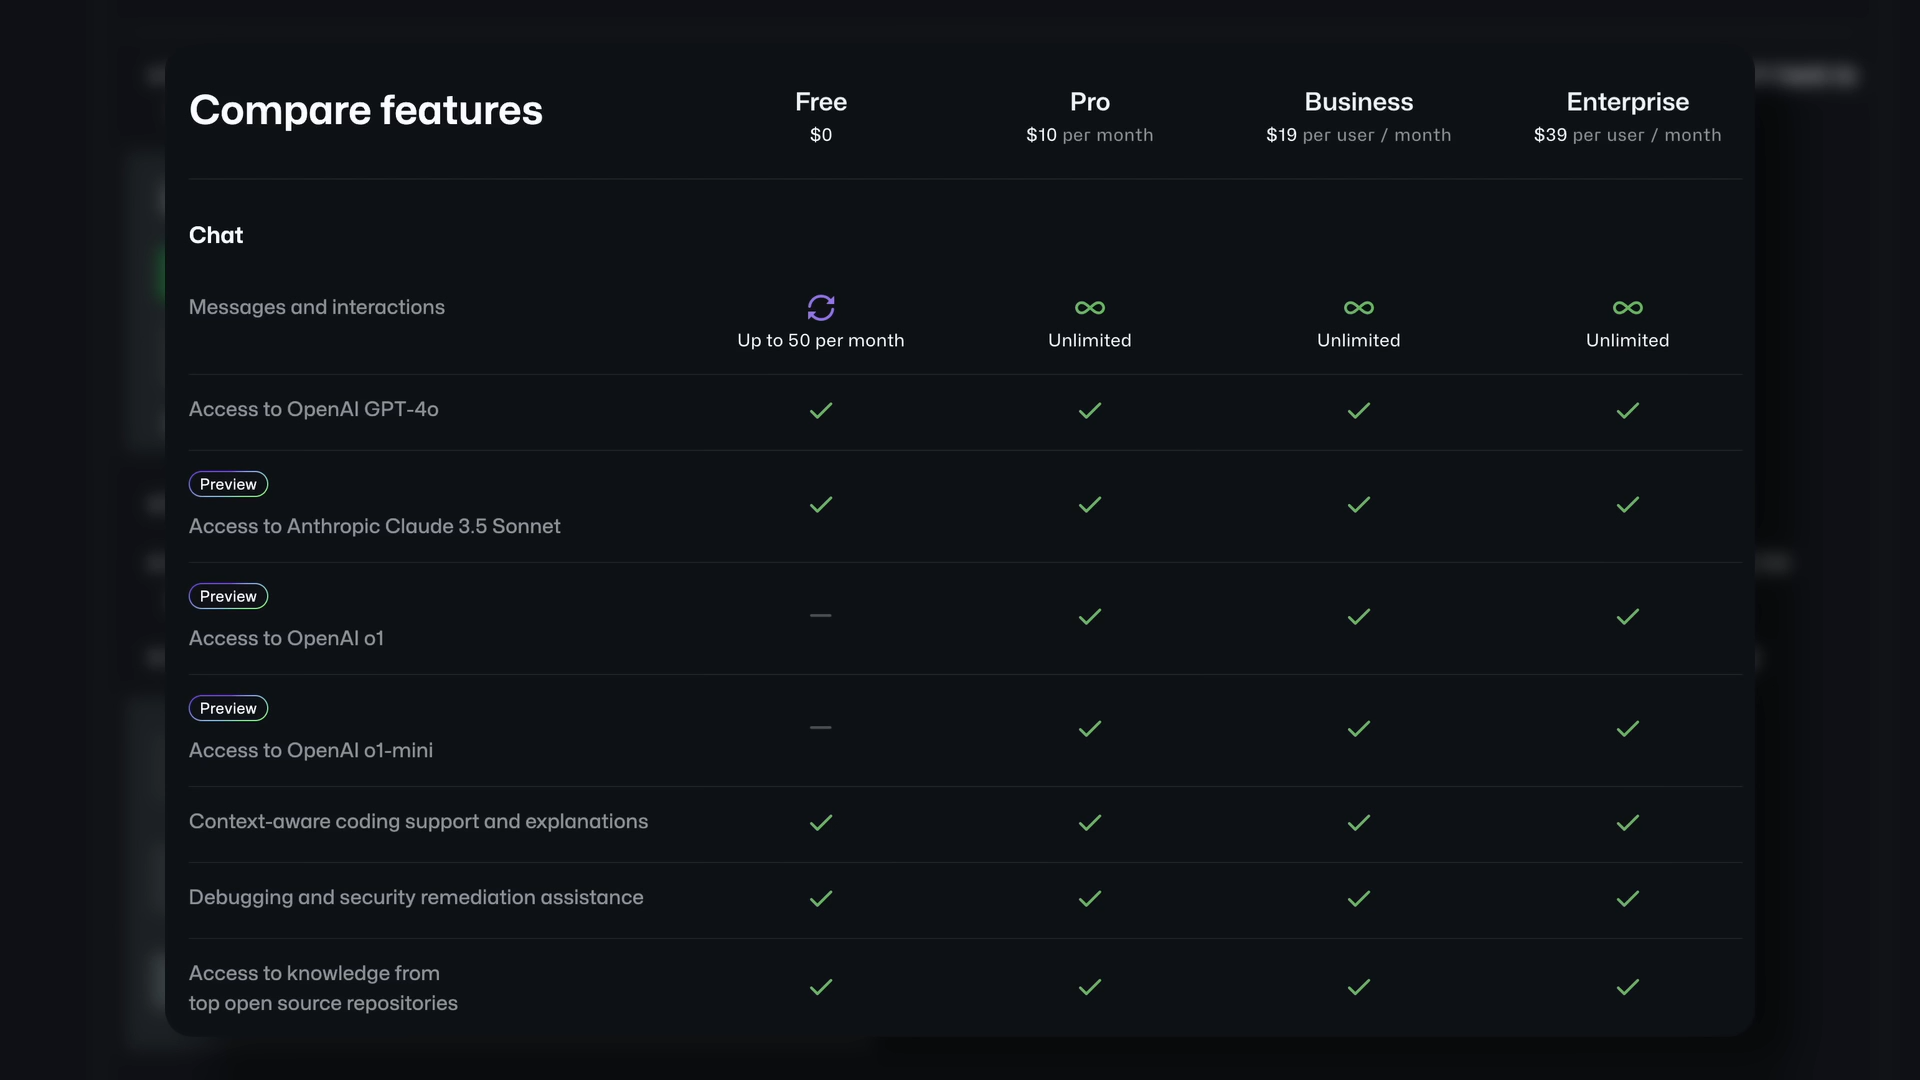 Compare features
Free
Pro
Business
Enterprise
$0
$10 per month
$19 per user / month
$39 per user / month
Chat
Messages and interactions
Up to 50 per month
Unlimited
Unlimited
Unlimited
Access to OpenAI GPT-4o
Preview
Access to Anthropic Claude 3.5 Sonnet
Preview
Access to OpenAI o1
Preview
Access to OpenAI o1-mini
Context-aware coding support and explanations
Debugging and security remediation assistance
Access to knowledge from
top open source repositories